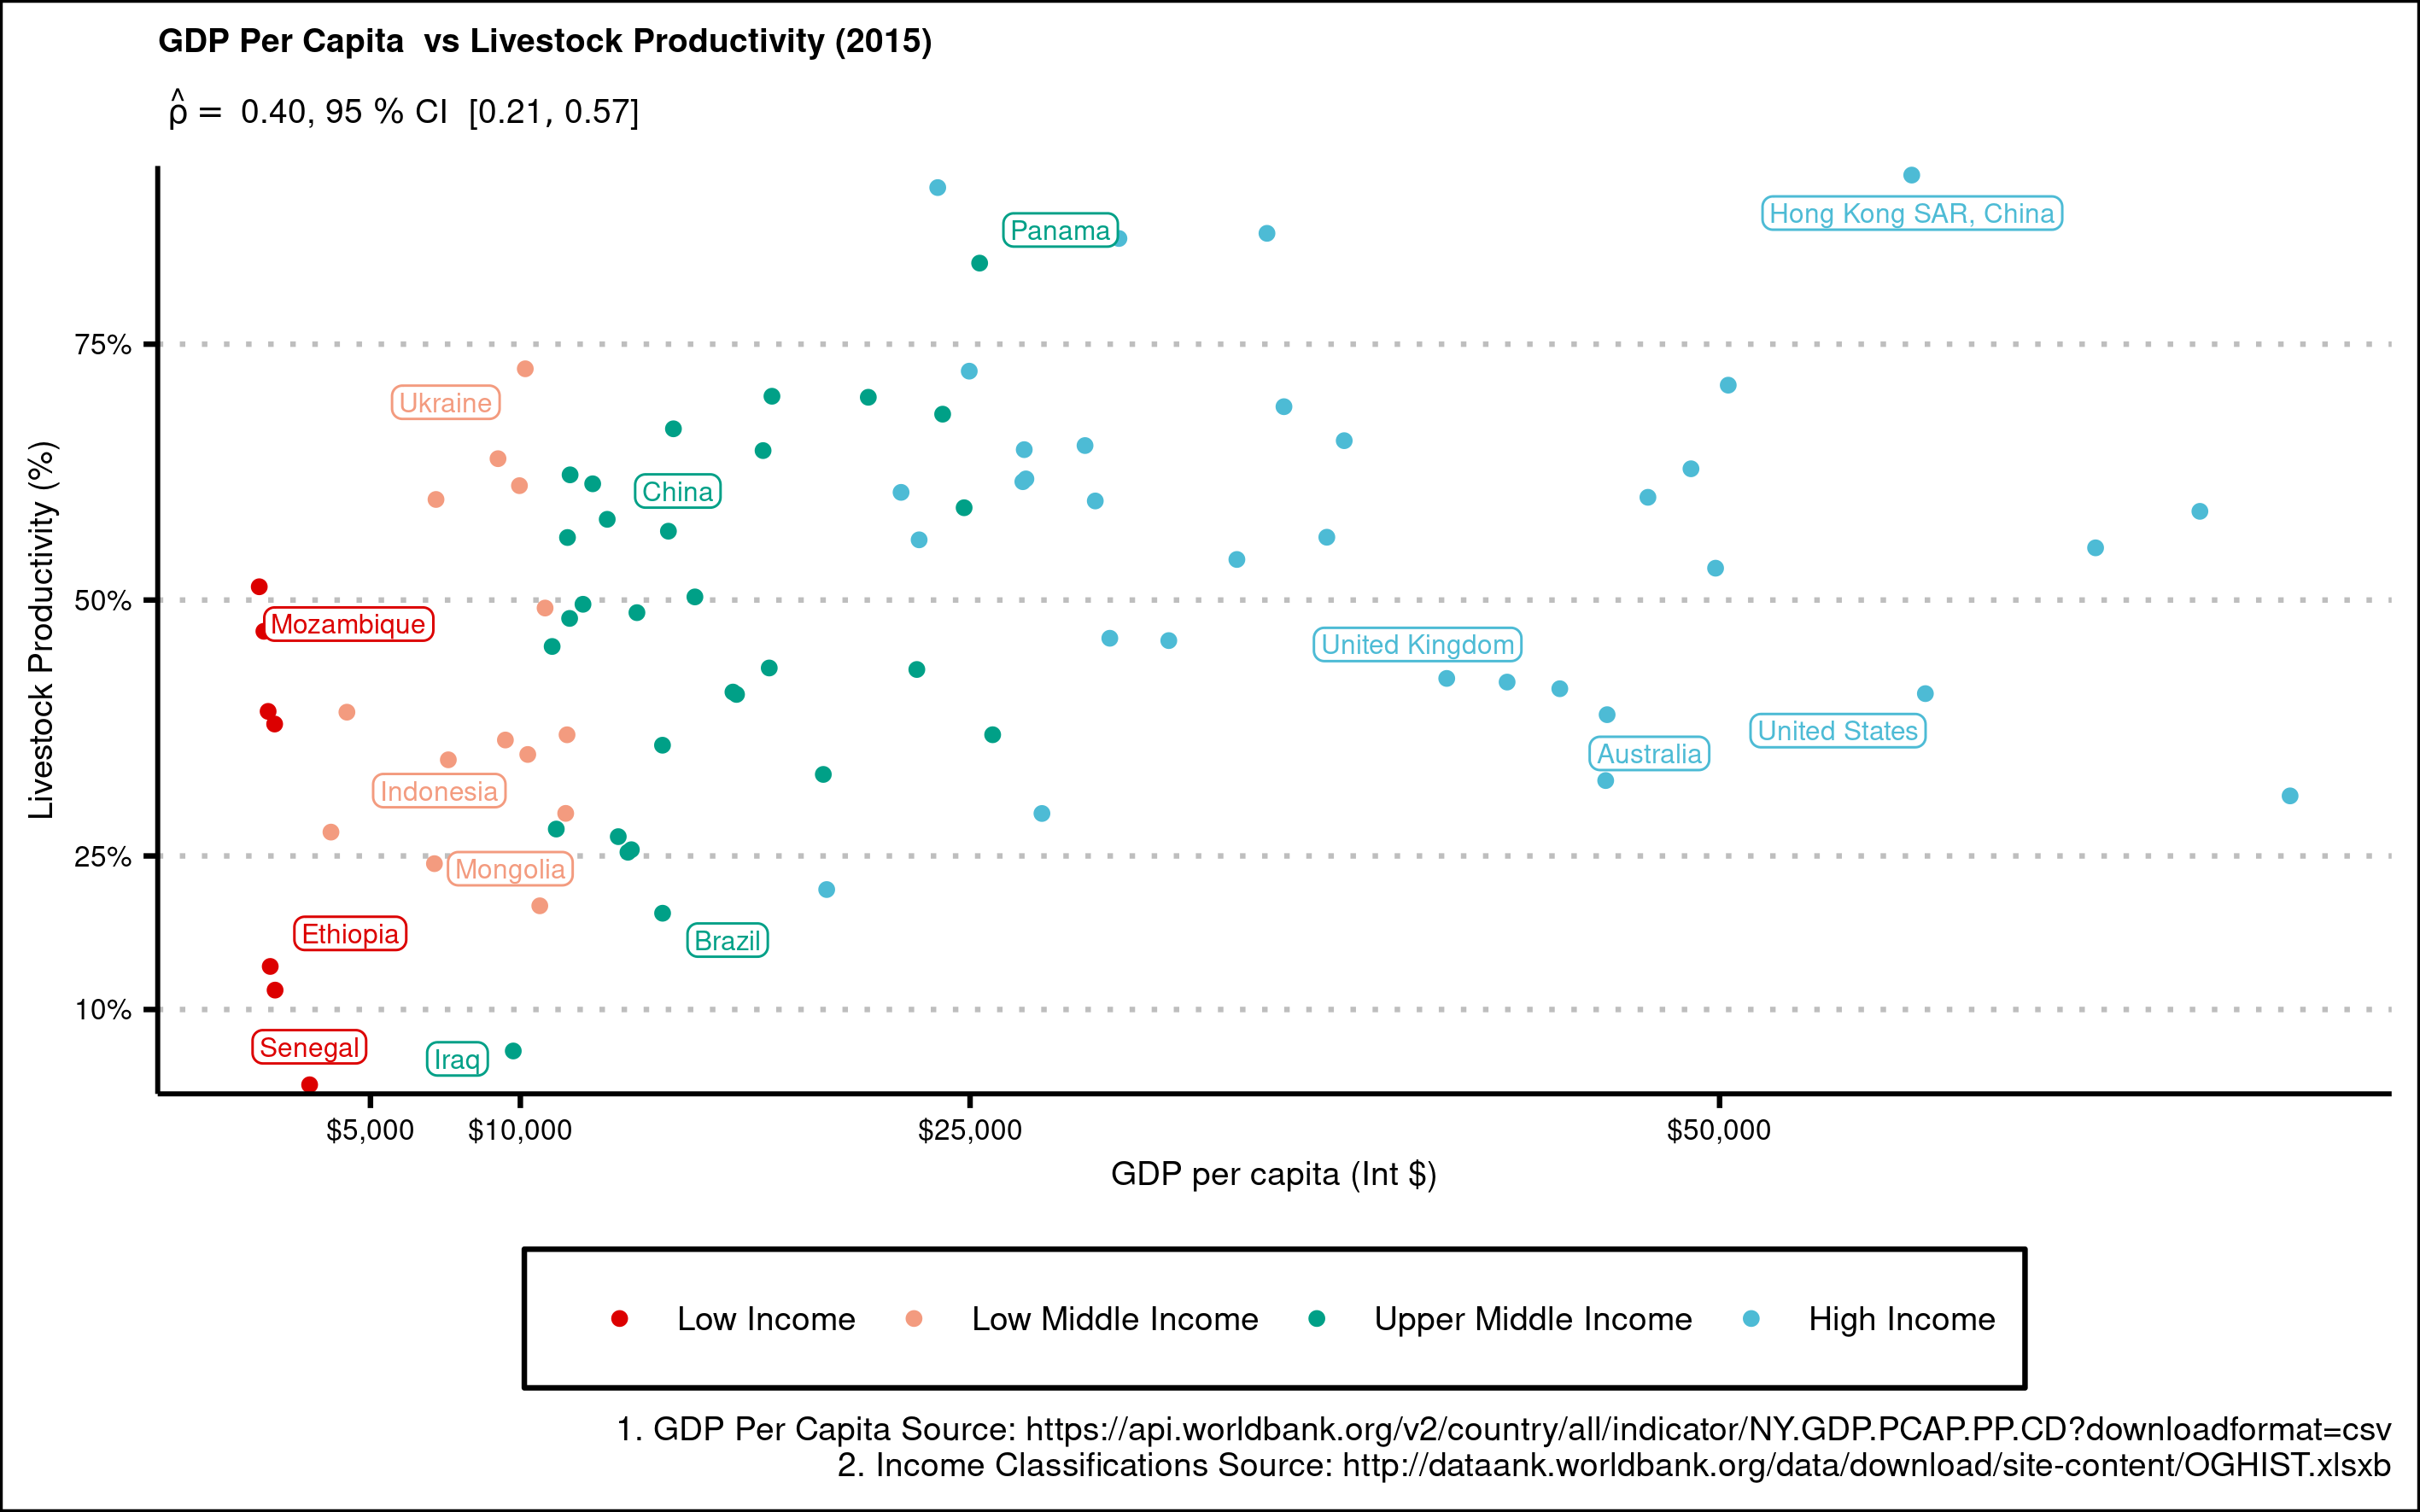 GDP Per Capita  vs Livestock Productivity (2015)
ρ̂ =  0.40, 95 % CI  [0.21, 0.57]
Hong Kong SAR, China
Panama
75%
Ukraine
China
50%
Mozambique
United Kingdom
United States
Australia
Indonesia
25%
Mongolia
Ethiopia
Brazil
10%
Senegal
Iraq
Livestock Productivity (%)
$5,000 $10,000 $25,000 $50,000
GDP per capita (Int $)
Low Income Low Middle Income Upper Middle Income High Income
1. GDP Per Capita Source: https://api.worldbank.org/v2/country/all/indicator/NY.GDP.PCAP.PP.CD?downloadformat=csv
2. Income Classifications Source: http://dataank.worldbank.org/data/download/site-content/OGHIST.xlsxb